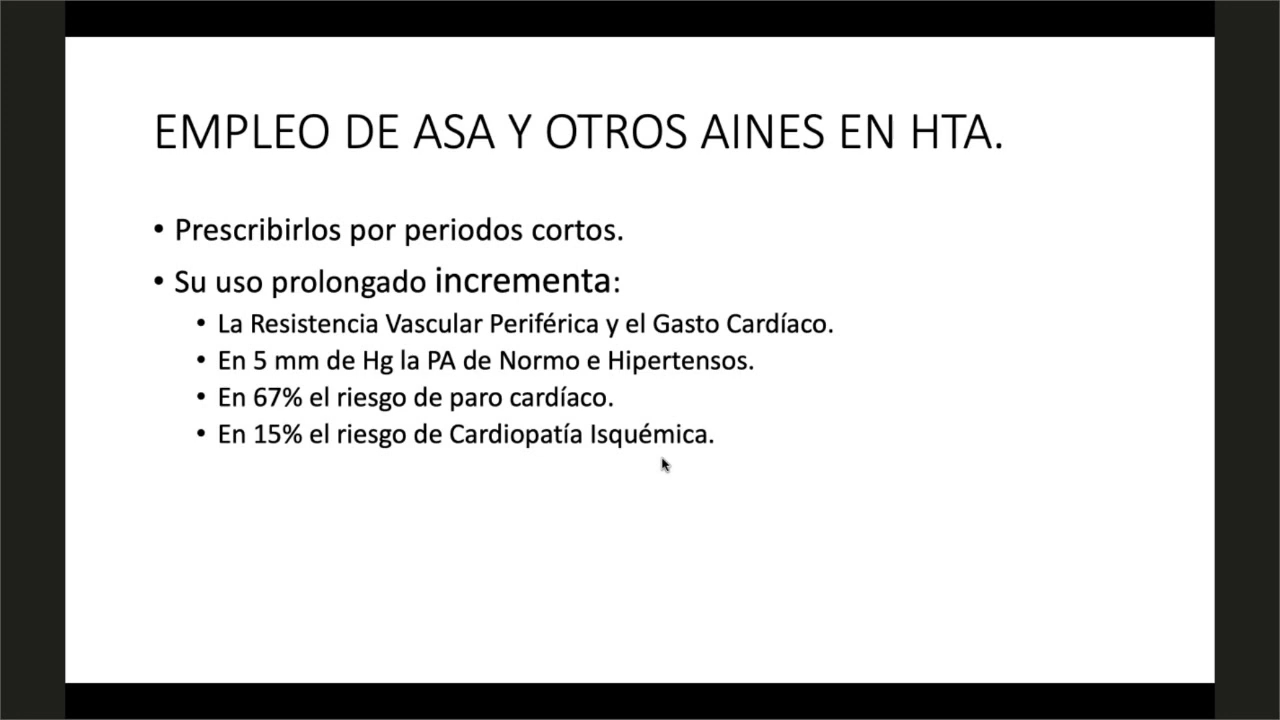 EMPLEO DE ASA Y OTROS AINES EN HTA.
• Prescribirlos por periodos cortos.
• Su uso prolongado incrementa:
• La Resistencia Vascular Periférica y el Gasto Cardíaco.
• En 5 mm de Hg la PA de Normo e Hipertensos.
• En 67% el riesgo de paro cardíaco.
• En 15% el riesgo de Cardiopatía Isquémica.